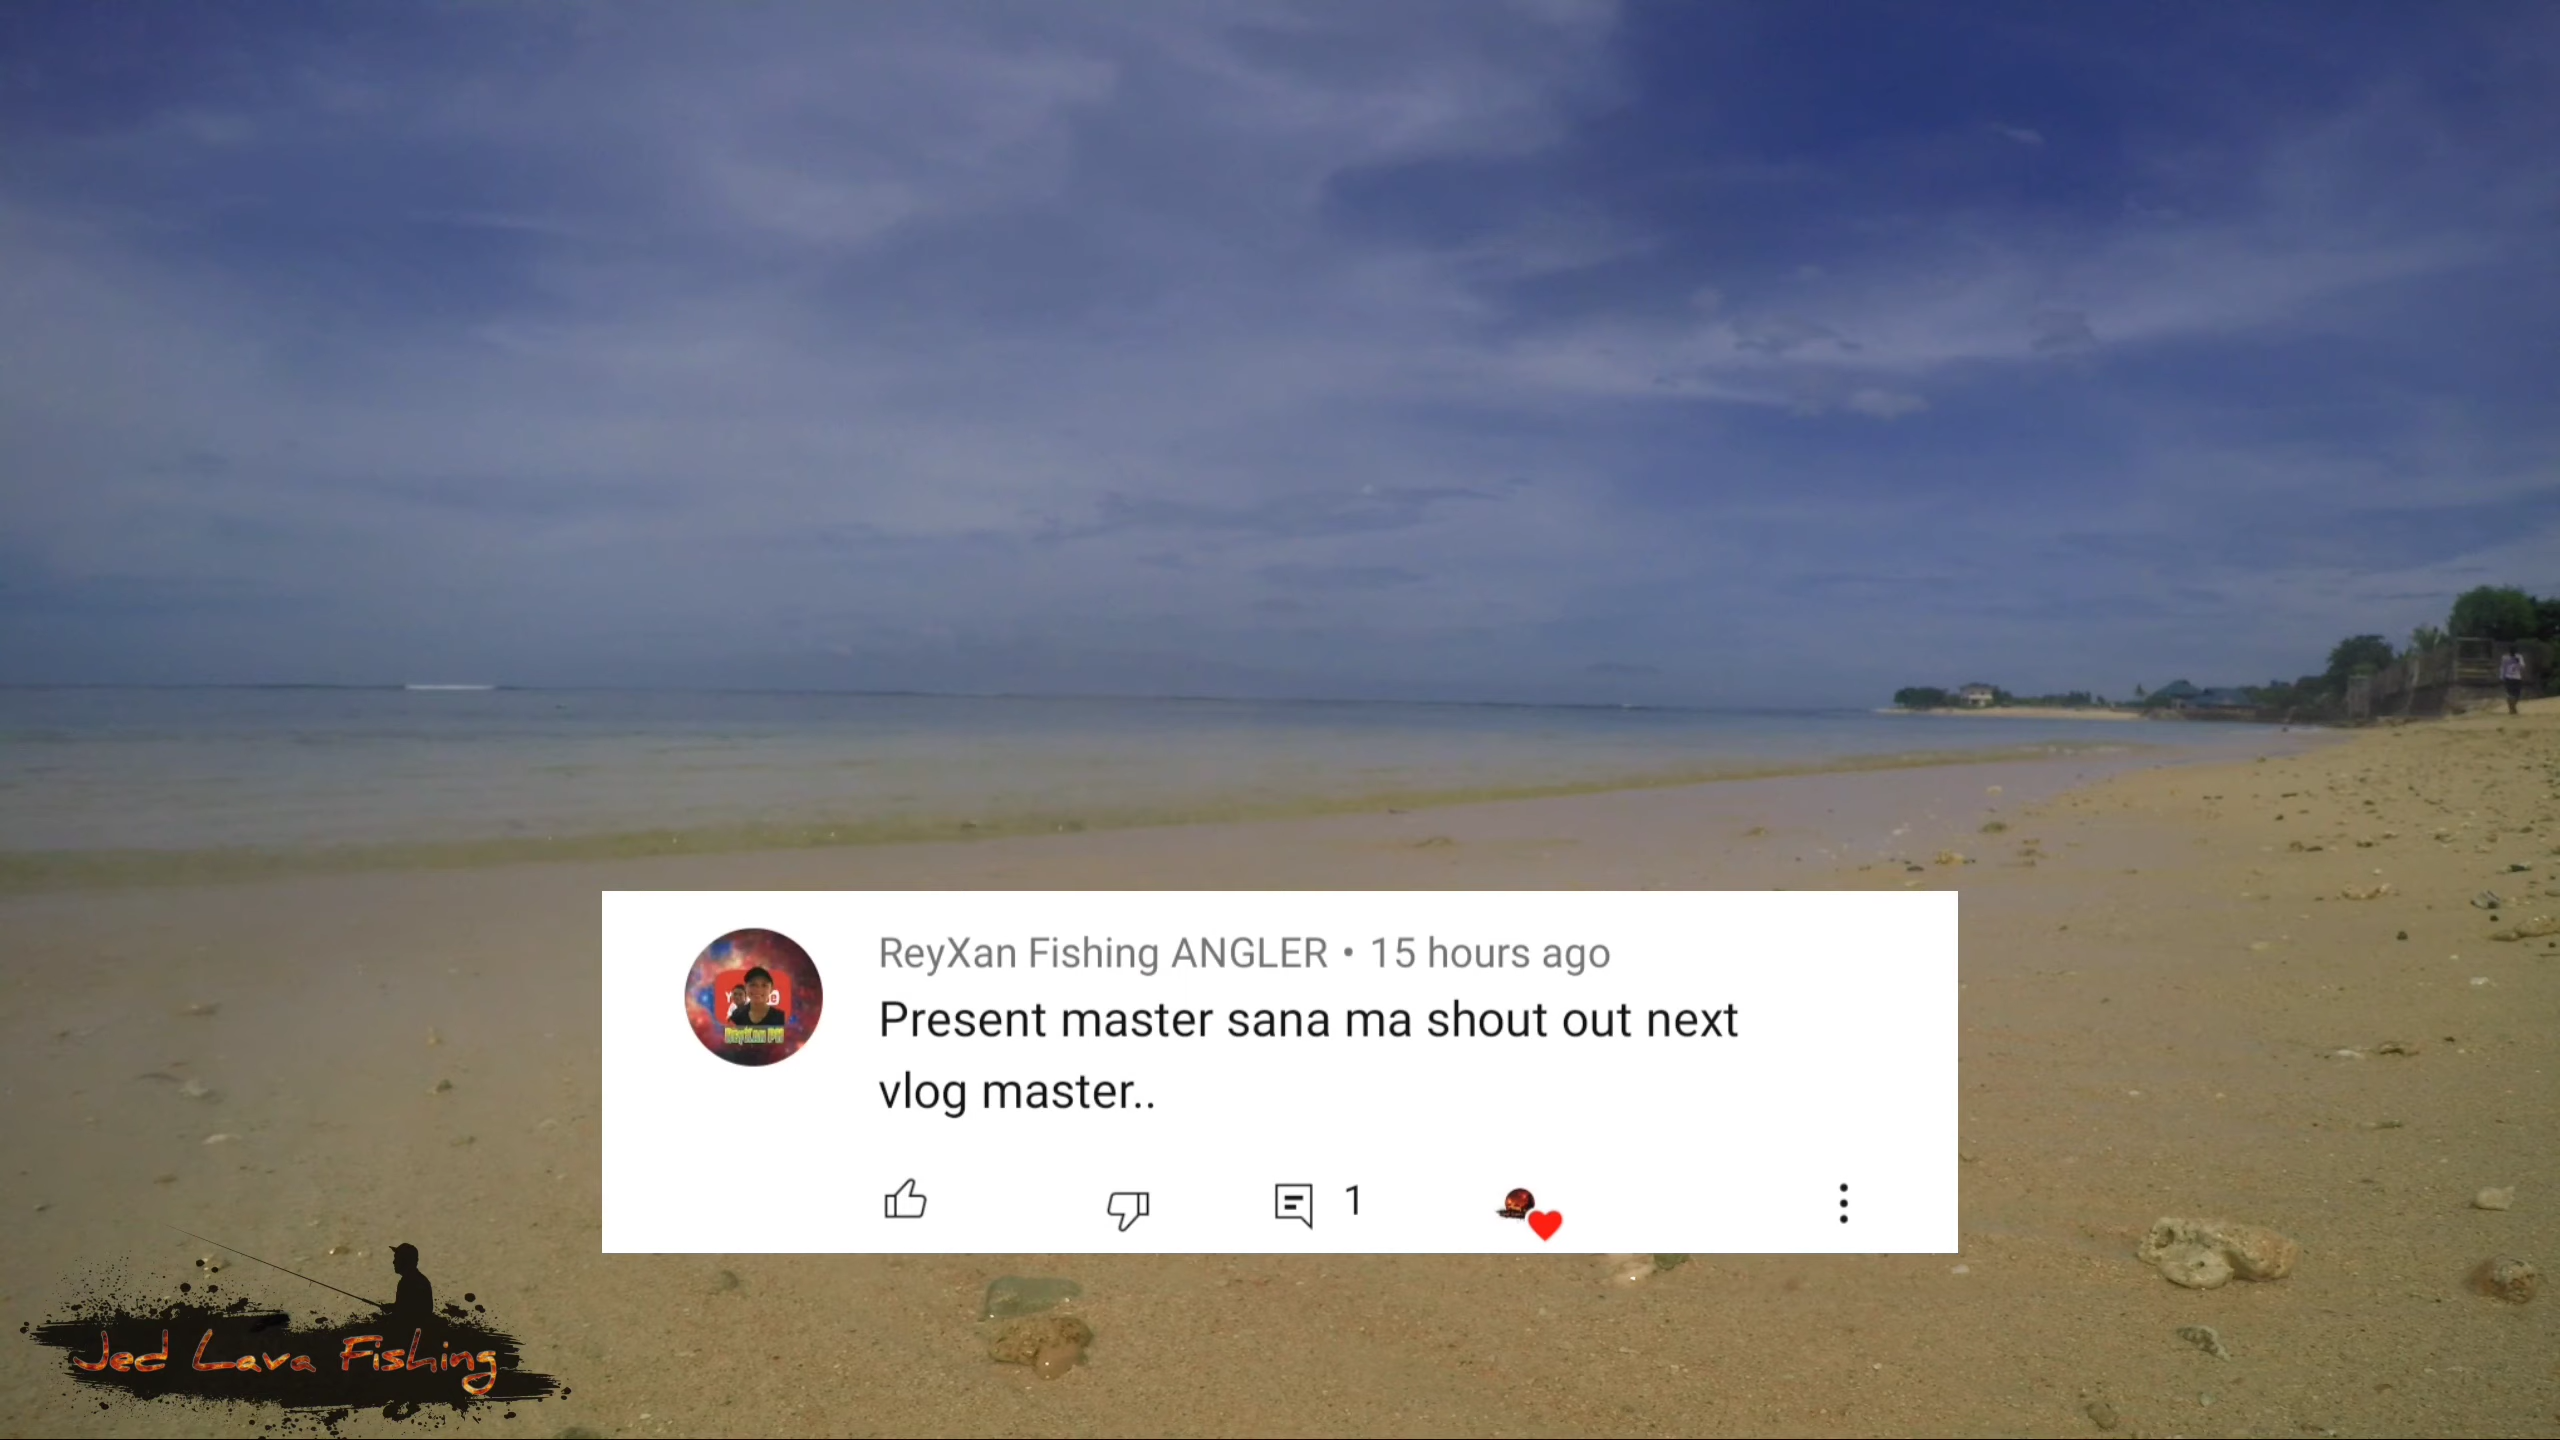 ReyXan Fishing ANGLER • 15 hours ago
Present master sana ma shout out next
vlog master..
1
Jed Lava Fishing